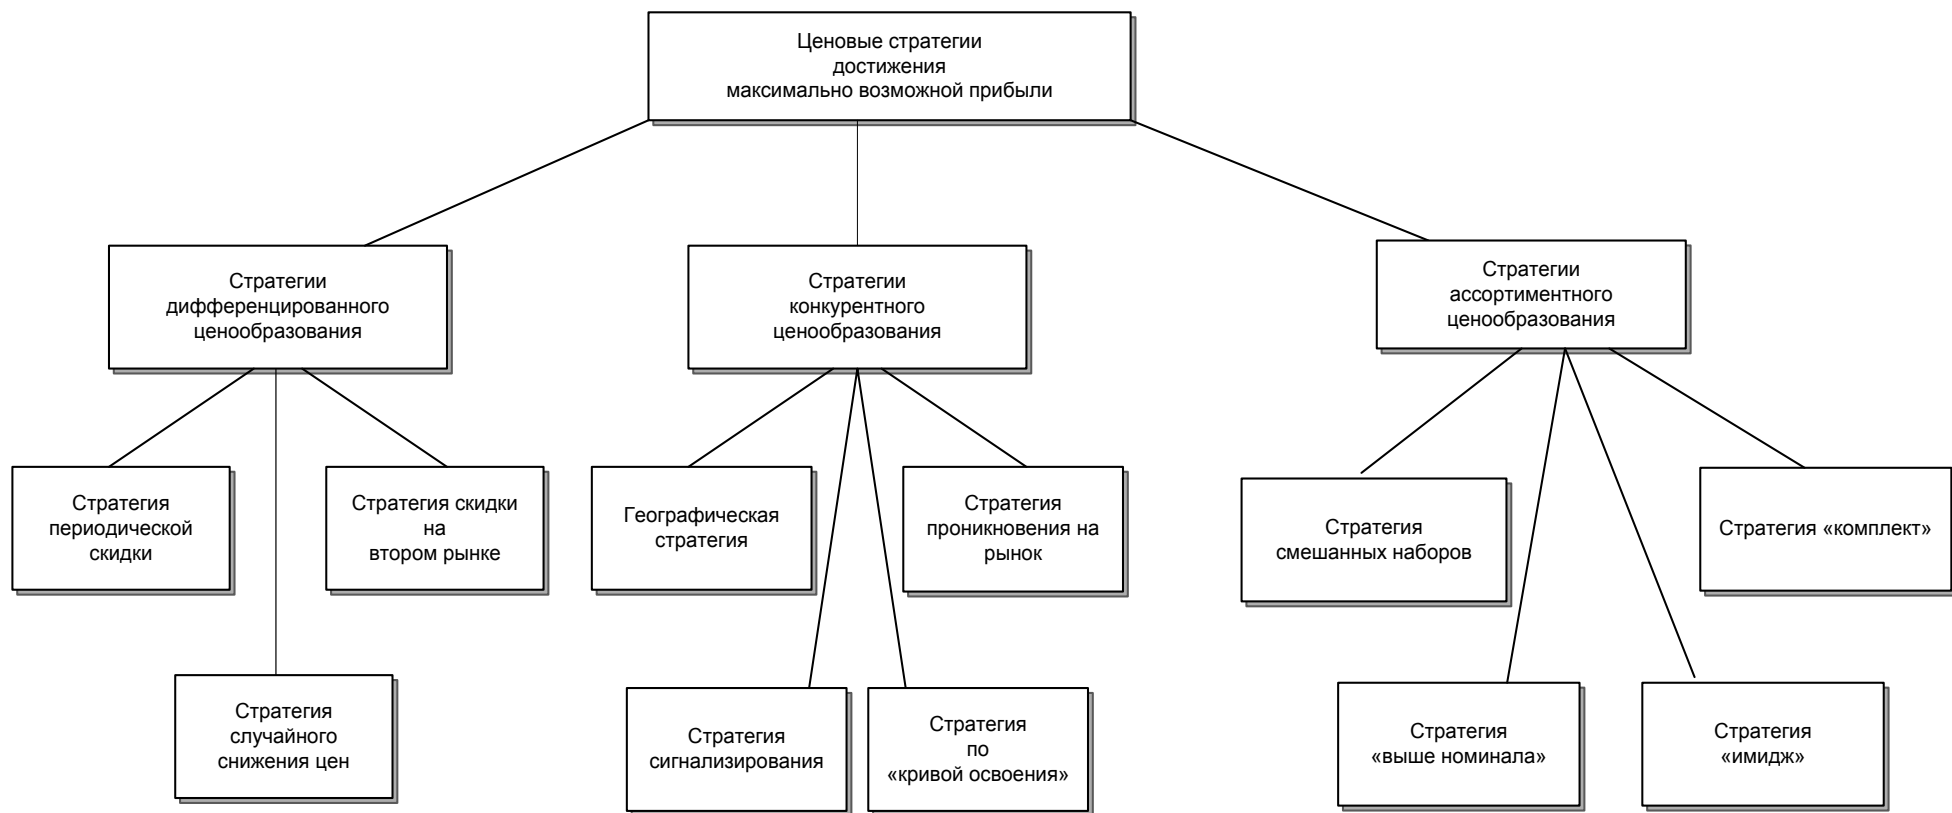 Ценовые стратегии
достижения
максимально возможной прибыли
Стратегии
дифференцированного
ценообразования
Стратегии
конкурентного
ценообразования
Стратегии
ассортиментного
ценообразования
Стратегия
периодической
скидки
Стратегия скидки
на
втором рынке
Географическая
стратегия
Стратегия
проникновения на
рынок
Стратегия
смешанных наборов
Стратегия «комплект»
Стратегия
случайного
снижения цен
Стратегия
сигнализирования
Стратегия
по
«кривой освоения»
Стратегия
«выше номинала»
Стратегия
«имидж»